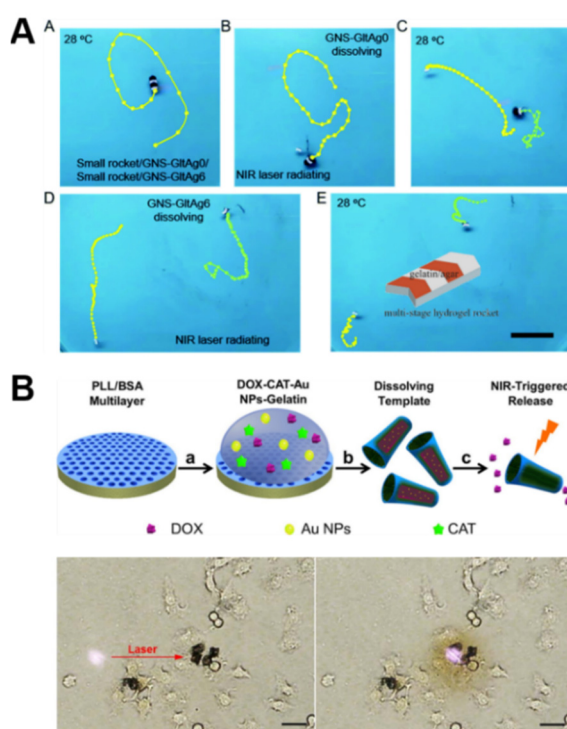 A
A
28 ºC
Small rocket/GNS-GltAg0/
Small rocket/GNS-GltAg6
B
GNS-GltAg0
dissolving
NIR laser radiating
C
28 ºC
D
GNS-GltAg6
dissolving
NIR laser radiating
E
28 ºC
gelatin/agar
multi-stage hydrogel rocket
B
PLL/BSA
Multilayer
DOX-CAT-Au
NPs-Gelatin
Dissolving
Template
NIR-Triggered
Release
a
b
c
DOX
Au NPs
CAT
Laser